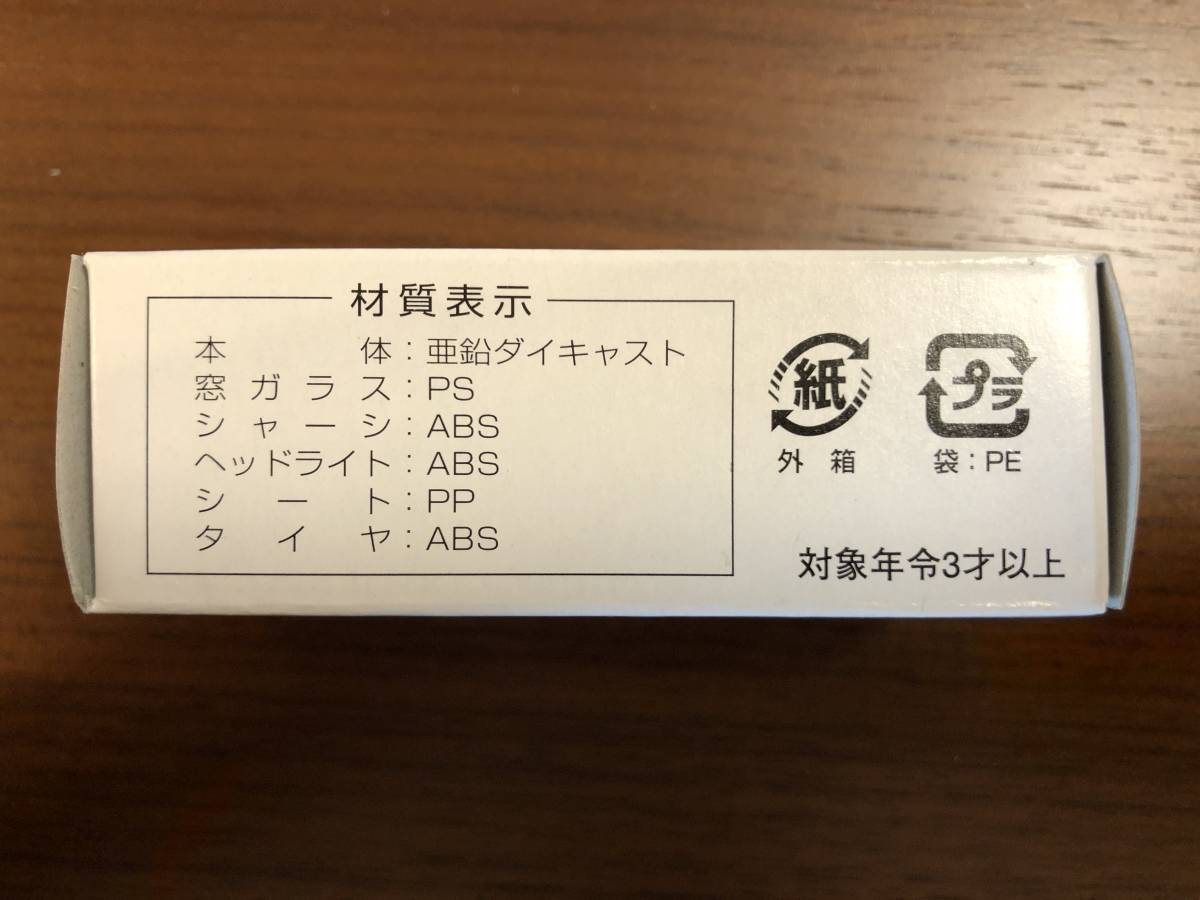 材質表示
本体：亜鉛ダイキャスト
窓ガラス：PS
シャーシ：ABS
ヘッドライト：ABS
シート：PP
タイヤ：ABS
紙
外箱
プラ
袋：PE
対象年令3才以上